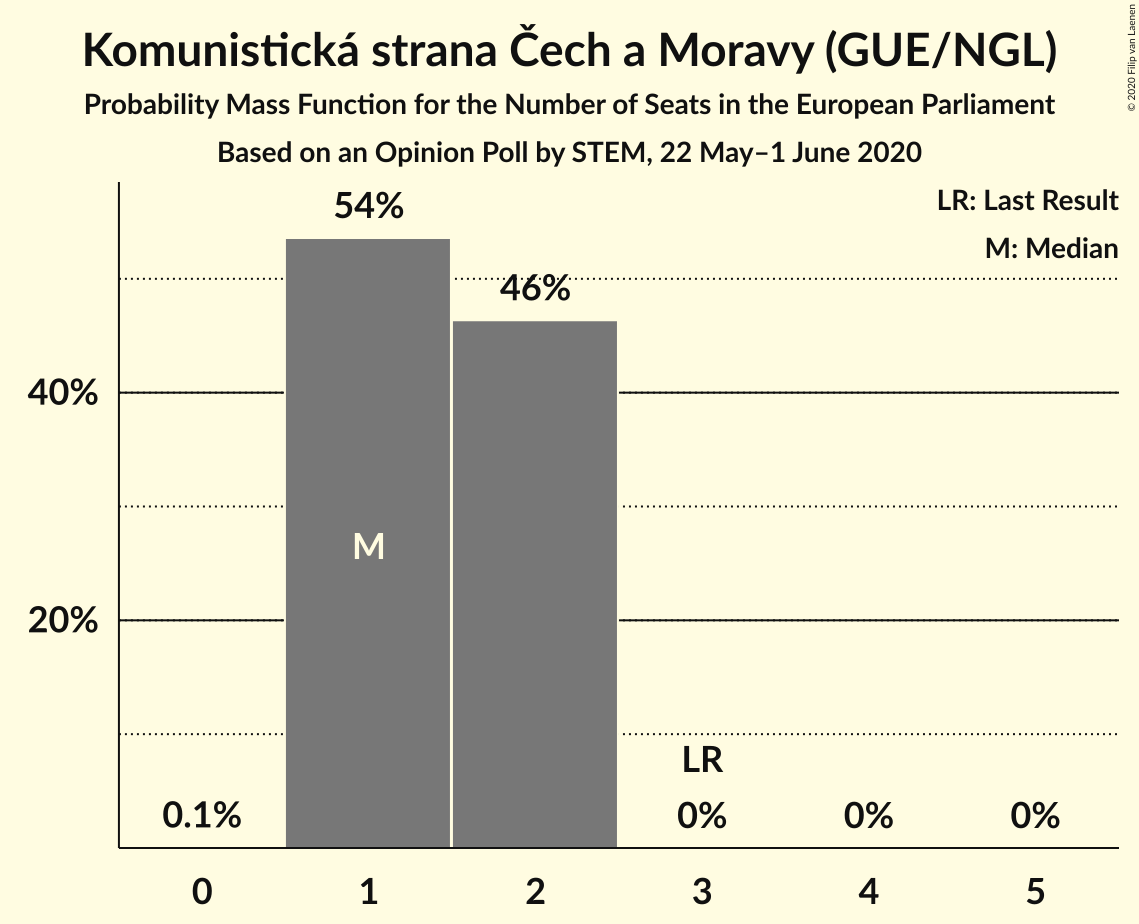 Komunistická strana Čech a Moravy (GUE/NGL)
Probability Mass Function for the Number of Seats in the European Parliament
Based on an Opinion Poll by STEM, 22 May–1 June 2020
© 2020 Filip van Laenen
LR: Last Result
M: Median
54%
46%
40%
M
20%
LR
0.1%
0%
0%
0%
0
1
2
3
4
5